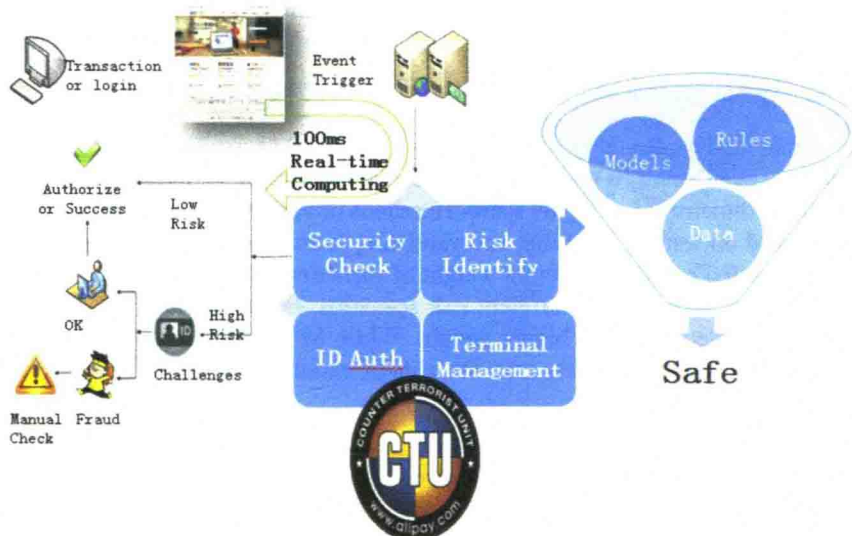 Transaction
or login
Event
Trigger
100ms
Real-time
Computing
Authorize
or Success
Low
Risk
Security
Check
Risk
Identify
Models
Rules
Data
OK
High
Risk
ID
Challenges
ID Auth
Terminal
Management
Safe
Manual
Check
Fraud
COUNTER TERRORIST UNIT
CTU
www.alipay.com